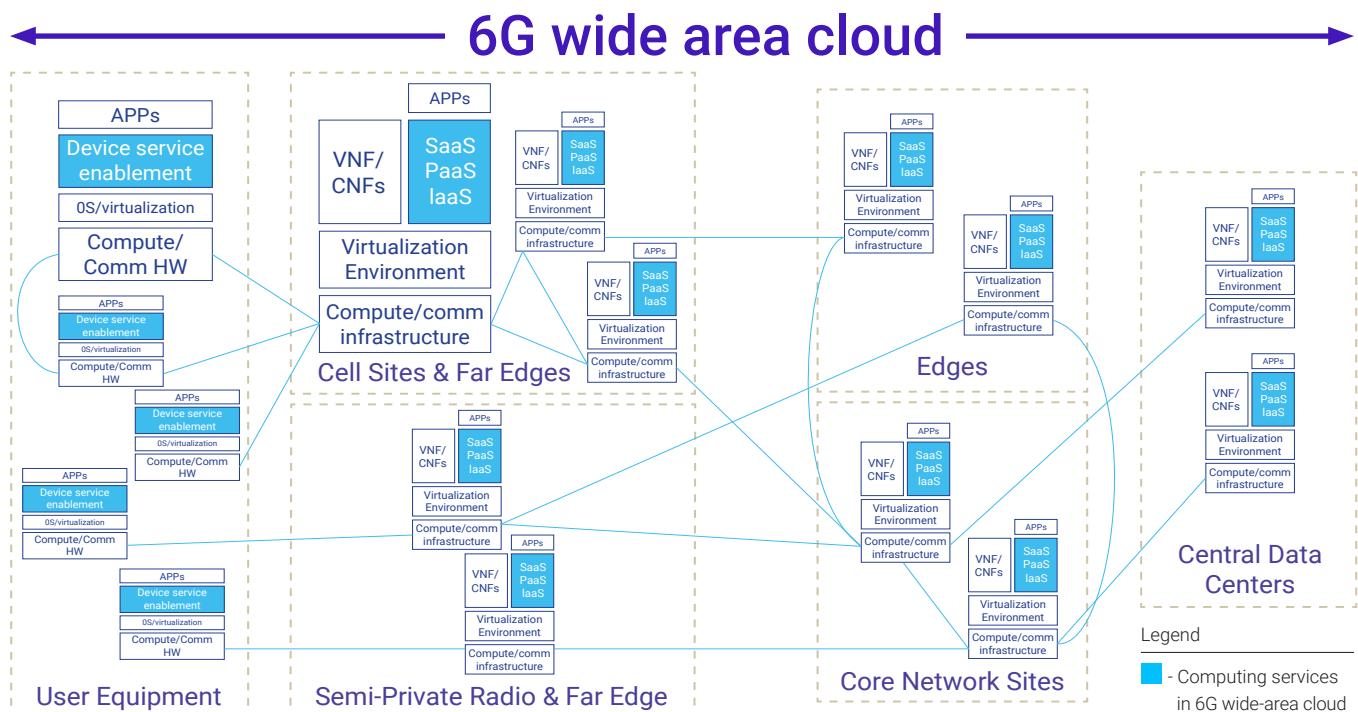 6G wide area cloud
APPs
Device service
enablement
0S/virtualization
Compute/
Comm HW
APPs
Device service
enablement
0S/virtualization
Compute/Comm
HW
APPs
Device service
enablement
0S/virtualization
Compute/Comm
HW
APPs
Device service
enablement
0S/virtualization
Compute/Comm
HW
APPs
Device service
enablement
0S/virtualization
Compute/Comm
HW
User Equipment
APPs
VNF/
CNFs
SaaS
PaaS
IaaS
Virtualization
Environment
Compute/comm
infrastructure
APPs
VNF/
CNFs
SaaS
PaaS
IaaS
Virtualization
Environment
Compute/comm
infrastructure
APPs
VNF/
CNFs
SaaS
PaaS
IaaS
Virtualization
Environment
Compute/comm
infrastructure
Cell Sites & Far Edges
APPs
VNF/
CNFs
SaaS
PaaS
IaaS
Virtualization
Environment
Compute/comm
infrastructure
APPs
VNF/
CNFs
SaaS
PaaS
IaaS
Virtualization
Environment
Compute/comm
infrastructure
Semi-Private Radio & Far Edge
APPs
VNF/
CNFs
SaaS
PaaS
IaaS
Virtualization
Environment
Compute/comm
infrastructure
APPs
VNF/
CNFs
SaaS
PaaS
IaaS
Virtualization
Environment
Compute/comm
infrastructure
Edges
APPs
VNF/
CNFs
SaaS
PaaS
IaaS
Virtualization
Environment
Compute/comm
infrastructure
APPs
VNF/
CNFs
SaaS
PaaS
IaaS
Virtualization
Environment
Compute/comm
infrastructure
Core Network Sites
APPs
VNF/
CNFs
SaaS
PaaS
IaaS
Virtualization
Environment
Compute/comm
infrastructure
APPs
VNF/
CNFs
SaaS
PaaS
IaaS
Virtualization
Environment
Compute/comm
infrastructure
Central Data
Centers
Legend
- Computing services
in 6G wide-area cloud